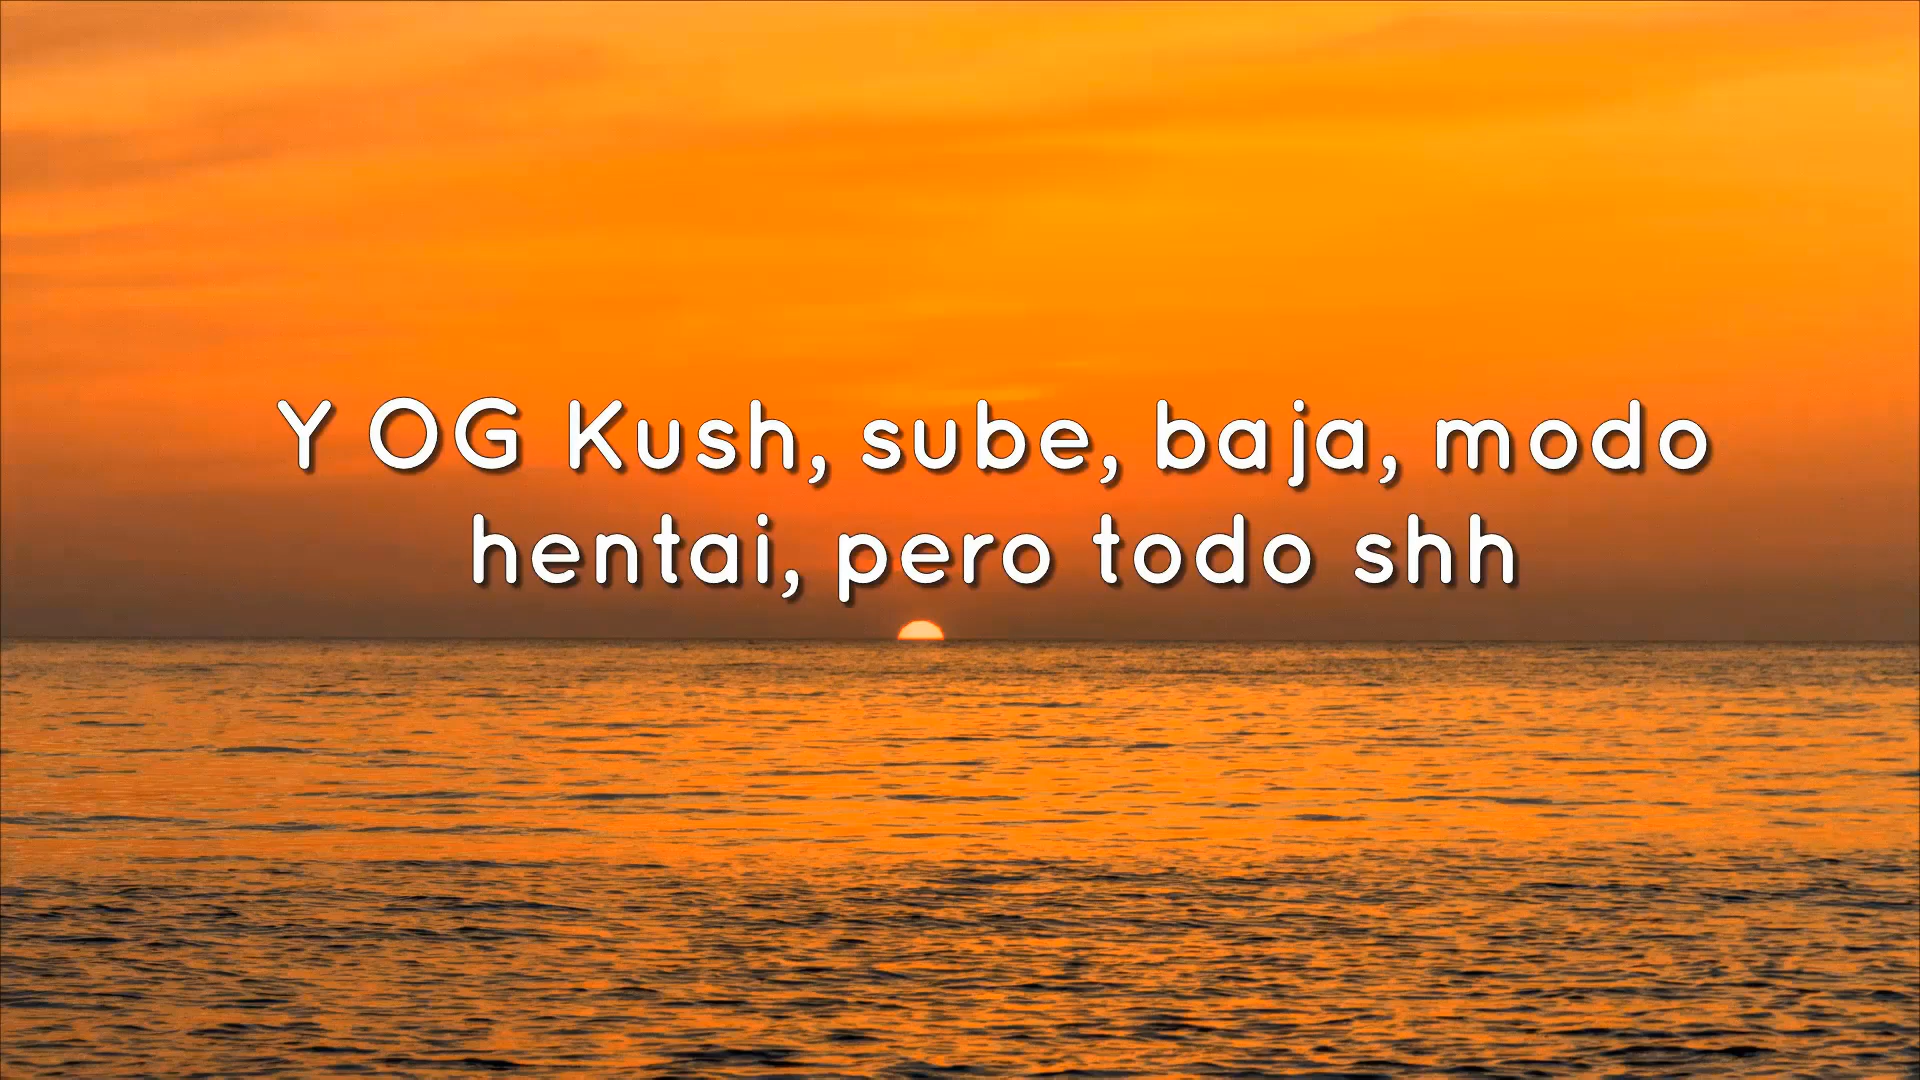 Y OG Kush, sube, baja, modo
hentai, pero todo shh